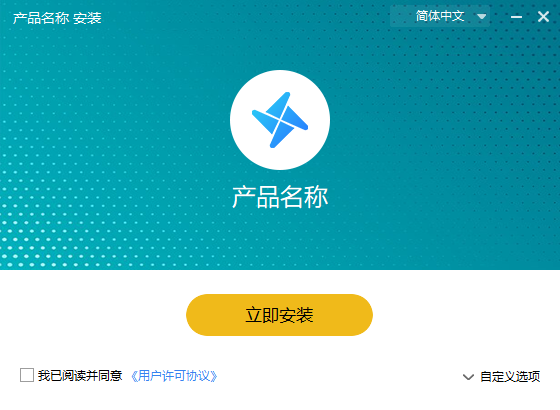 产品名称 安装
简体中文
产品名称
立即安装
我已阅读并同意 《用户许可协议》
自定义选项